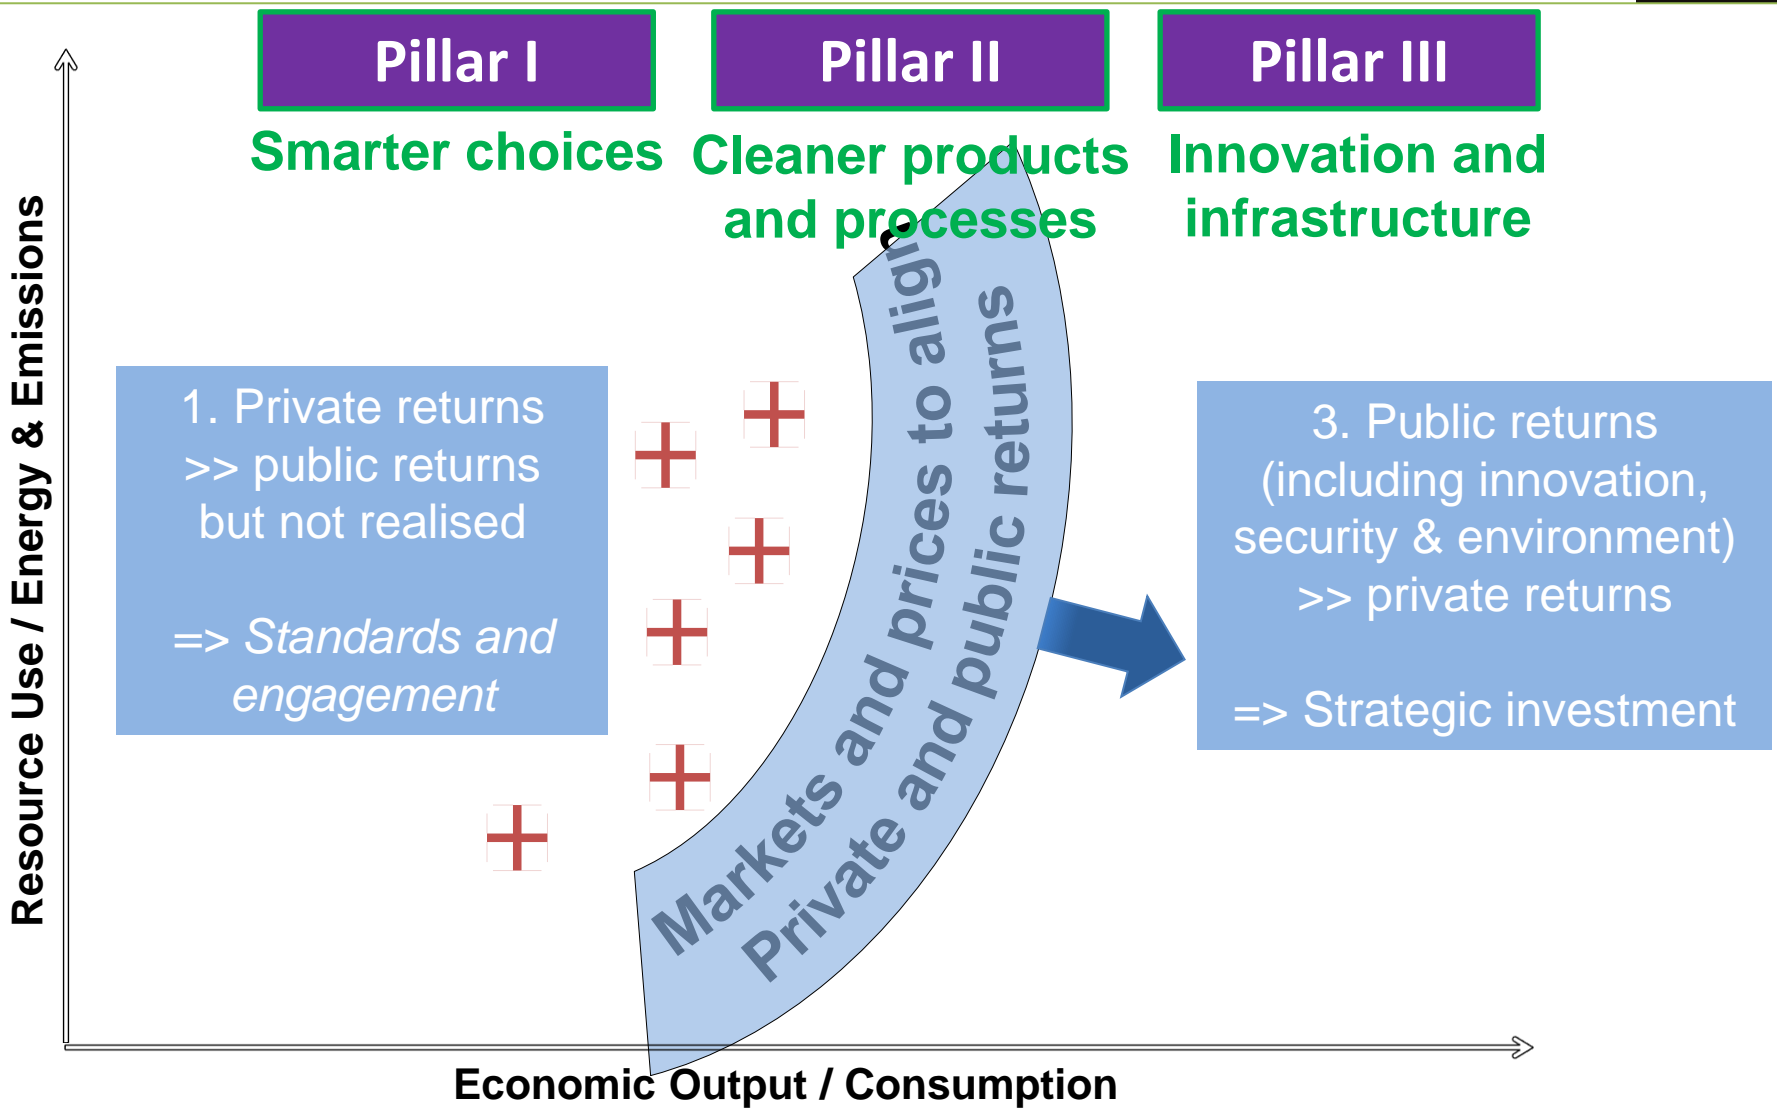 Pillar I
Pillar II
Pillar III
Smarter choices
Cleaner products
and processes
Innovation and
infrastructure
Resource Use / Energy & Emissions
1. Private returns
>> public returns
but not realised
=> Standards and
engagement
Markets and prices to align
Private and public returns
3. Public returns
(including innovation,
security & environment)
>> private returns
=> Strategic investment
Economic Output / Consumption